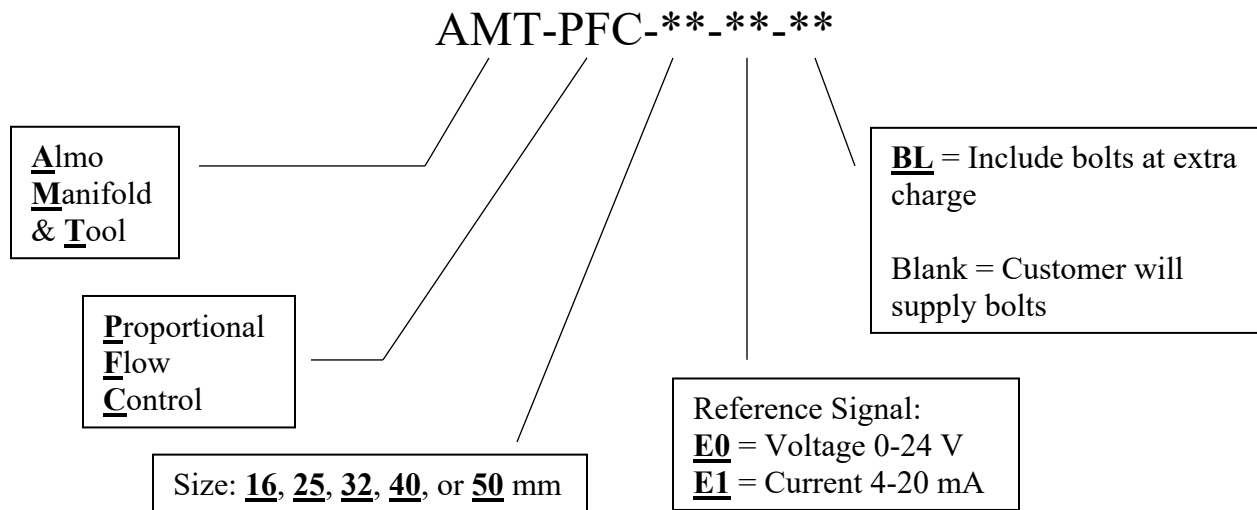 AMT-PFC-**-**-**
Almo
Manifold
& Tool
BL = Include bolts at extra
charge
Blank = Customer will
supply bolts
Proportional
Flow
Control
Reference Signal:
E0 = Voltage 0-24 V
E1 = Current 4-20 mA
Size: 16, 25, 32, 40, or 50 mm